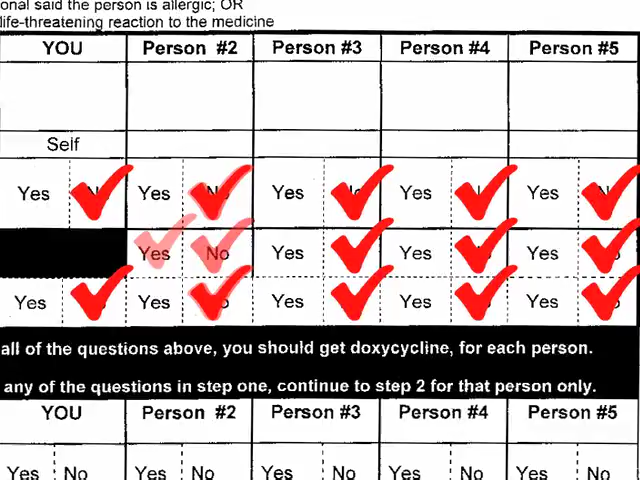 onal said the person is allergic; OR
life-threatening reaction to the medicine
YOU Person #2 Person #3 Person #4 Person #5
Self
Yes Yes No Yes Yes Yes
Yes No Yes Yes Yes
Yes Yes Yes Yes Yes
all of the questions above, you should get doxycycline, for each person.
any of the questions in step one, continue to step 2 for that person only.
YOU Person #2 Person #3 Person #4 Person #5
Yes No Yes No Yes No Yes No Yes No